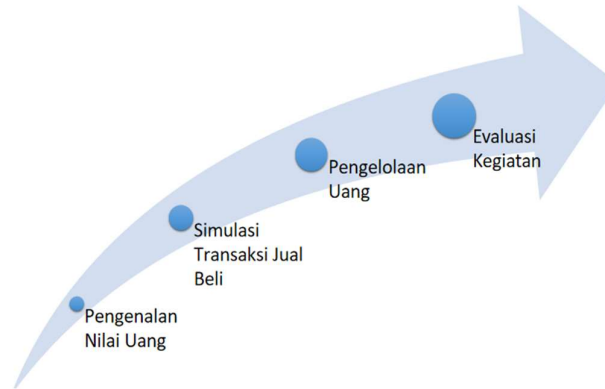 Pengenalan
Nilai Uang
Simulasi
Transaksi Jual
Beli
Pengelolaan
Uang
Evaluasi
Kegiatan